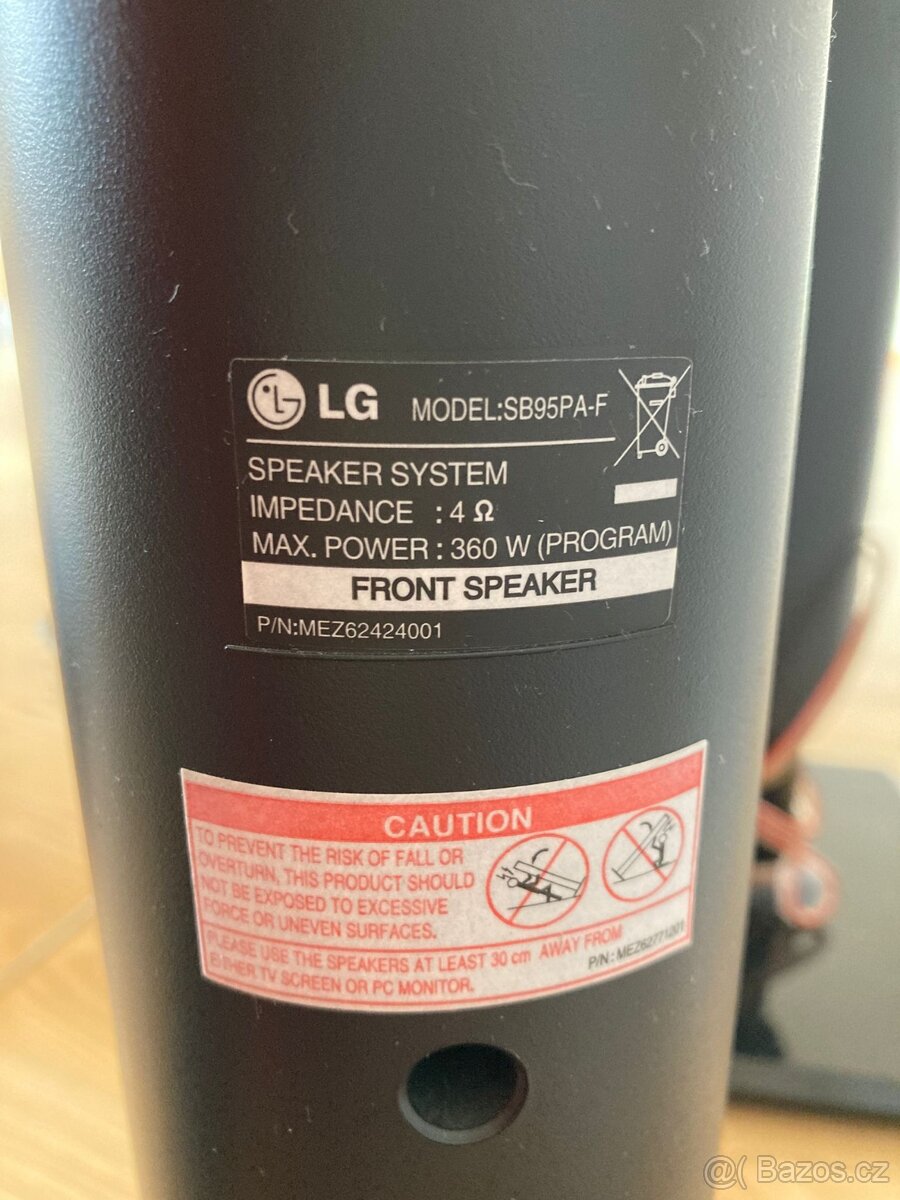 LG MODEL:SB95PA-F
SPEAKER SYSTEM
IMPEDANCE : 4 Ω
MAX. POWER : 360 W (PROGRAM)
FRONT SPEAKER
P/N:MEZ62424001
CAUTION
TO PREVENT THE RISK OF FALL OR
OVERTURN, THIS PRODUCT SHOULD
NOT BE EXPOSED TO EXCESSIVE
FORCE OR UNEVEN SURFACES.
PLEASE USE THE SPEAKERS AT LEAST 30 cm AWAY FROM
EITHER TV SCREEN OR PC MONITOR.
P/N:MEZ62771201
@( Bazos.cz